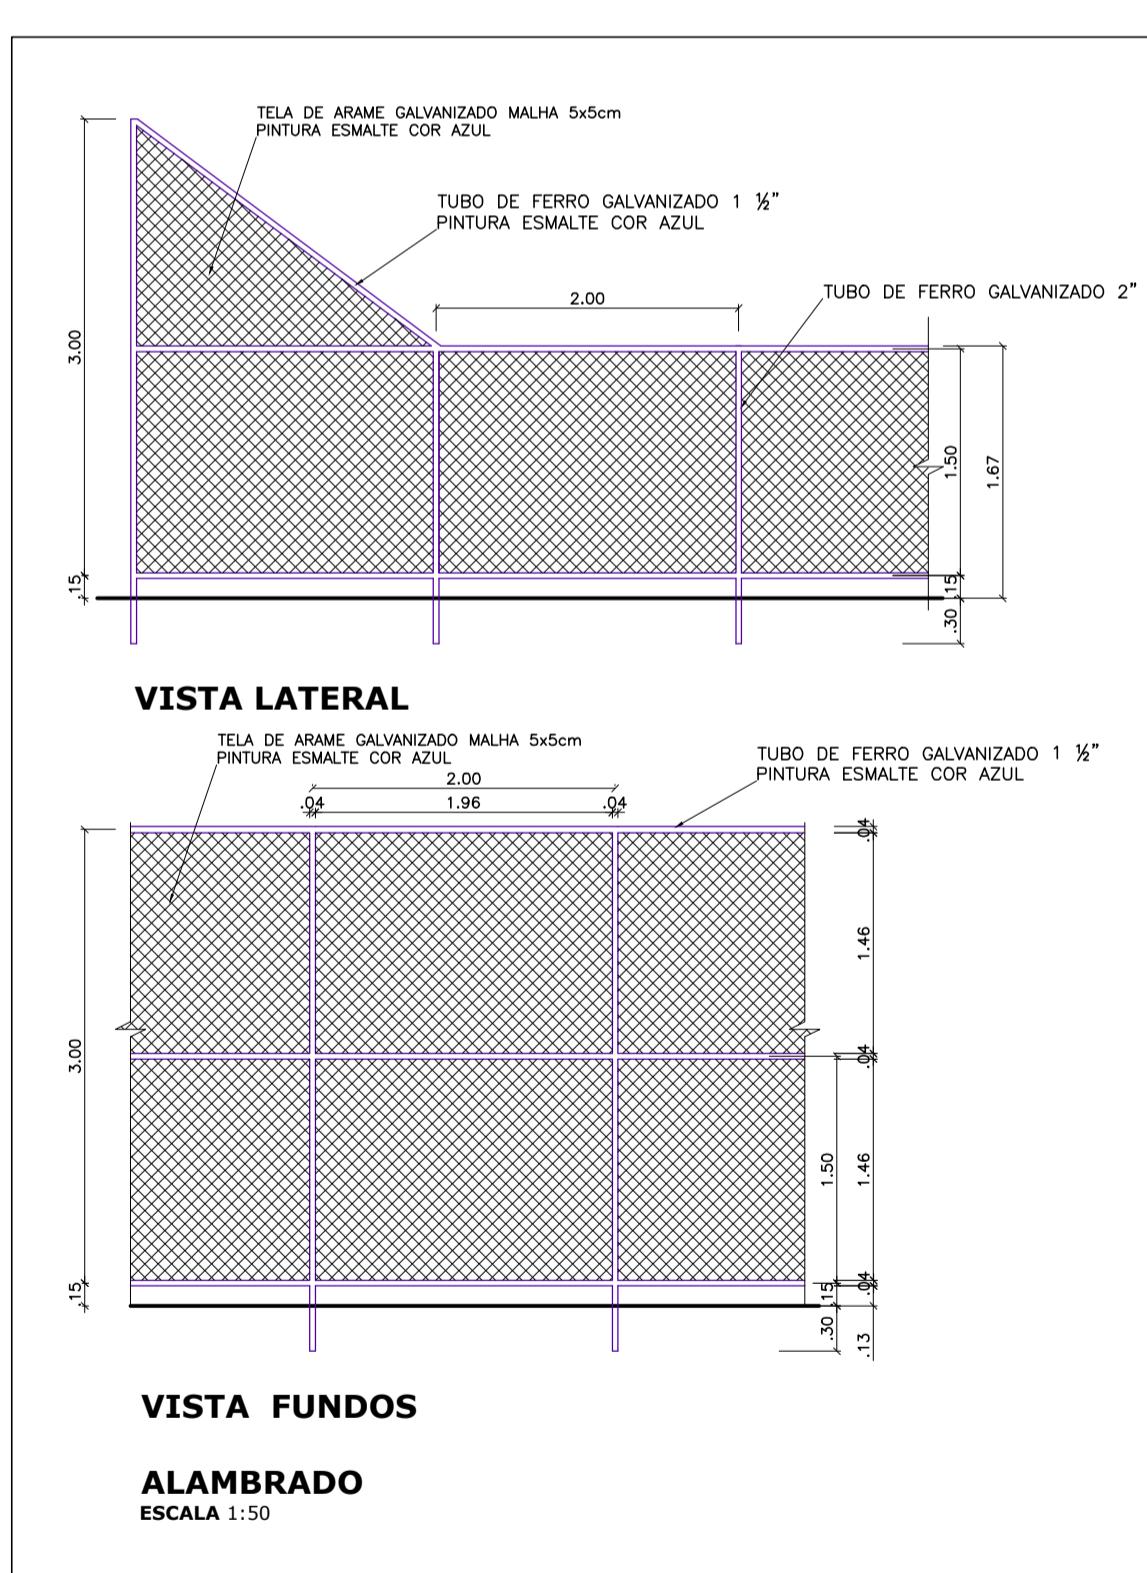 TELA DE ARAME GALVANIZADO MALHA 5x5cm
PINTURA ESMALTE COR AZUL
TUBO DE FERRO GALVANIZADO 1 ½"
PINTURA ESMALTE COR AZUL
2.00
TUBO DE FERRO GALVANIZADO 2"
3.00
.15
1.50
1.67
.15
.30
VISTA LATERAL
TELA DE ARAME GALVANIZADO MALHA 5x5cm
PINTURA ESMALTE COR AZUL
TUBO DE FERRO GALVANIZADO 1 ½"
PINTURA ESMALTE COR AZUL
2.00
.04 1.96 .04
.04
1.46
3.00
.04
1.50
1.46
.15
.15
.04
.30
.13
VISTA FUNDOS
ALAMBRADO
ESCALA 1:50